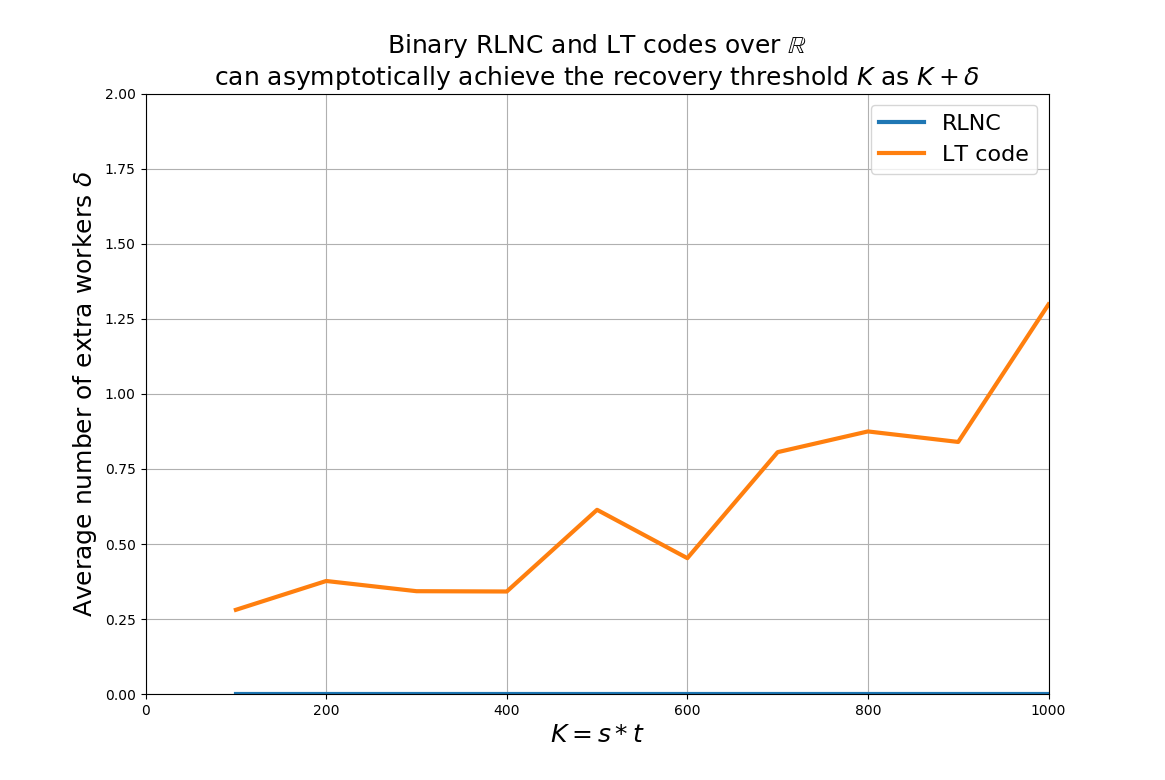 Binary RLNC and LT codes over ℝ
can asymptotically achieve the recovery threshold K as K + δ
RLNC
LT code
Average number of extra workers δ
2.00
1.75
1.50
1.25
1.00
0.75
0.50
0.25
0.00
0 200 400 600 800 1000
K = s * t